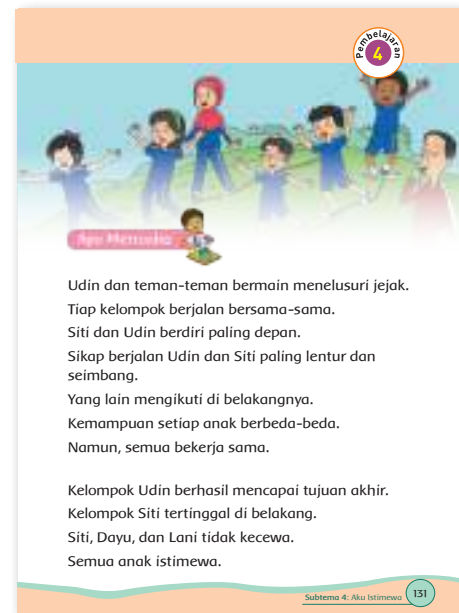 Pembelajaran
4
Ayo Membaca
Udin dan teman-teman bermain menelusuri jejak.
Tiap kelompok berjalan bersama-sama.
Siti dan Udin berdiri paling depan.
Sikap berjalan Udin dan Siti paling lentur dan
seimbang.
Yang lain mengikuti di belakangnya.
Kemampuan setiap anak berbeda-beda.
Namun, semua bekerja sama.
Kelompok Udin berhasil mencapai tujuan akhir.
Kelompok Siti tertinggal di belakang.
Siti, Dayu, dan Lani tidak kecewa.
Semua anak istimewa.
Subtema 4: Aku Istimewa 131